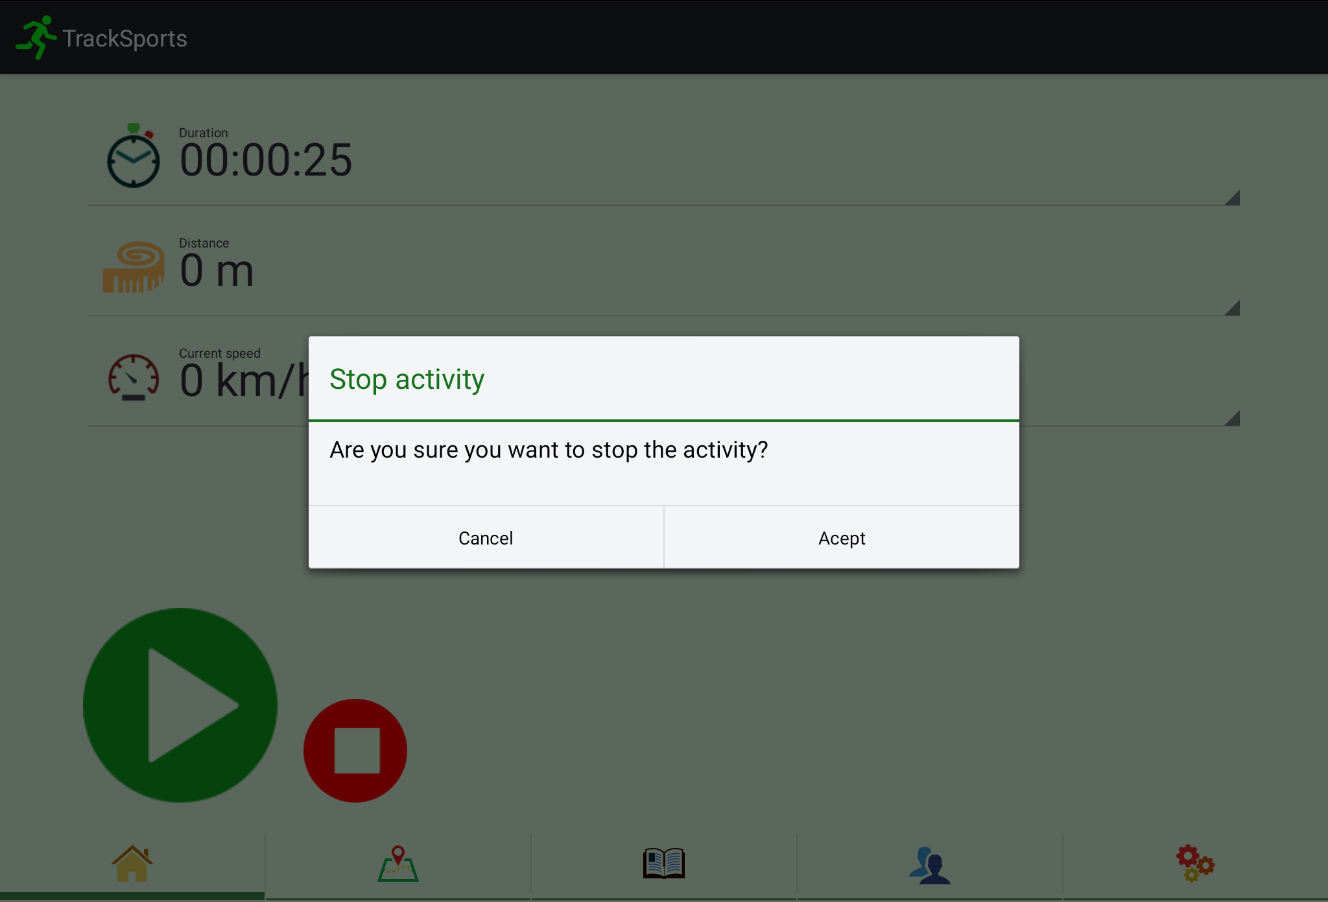 TrackSports
Duration
00:00:25
Distance
0 m
Current speed
0 km/h
Stop activity
Are you sure you want to stop the activity?
Cancel
Acept